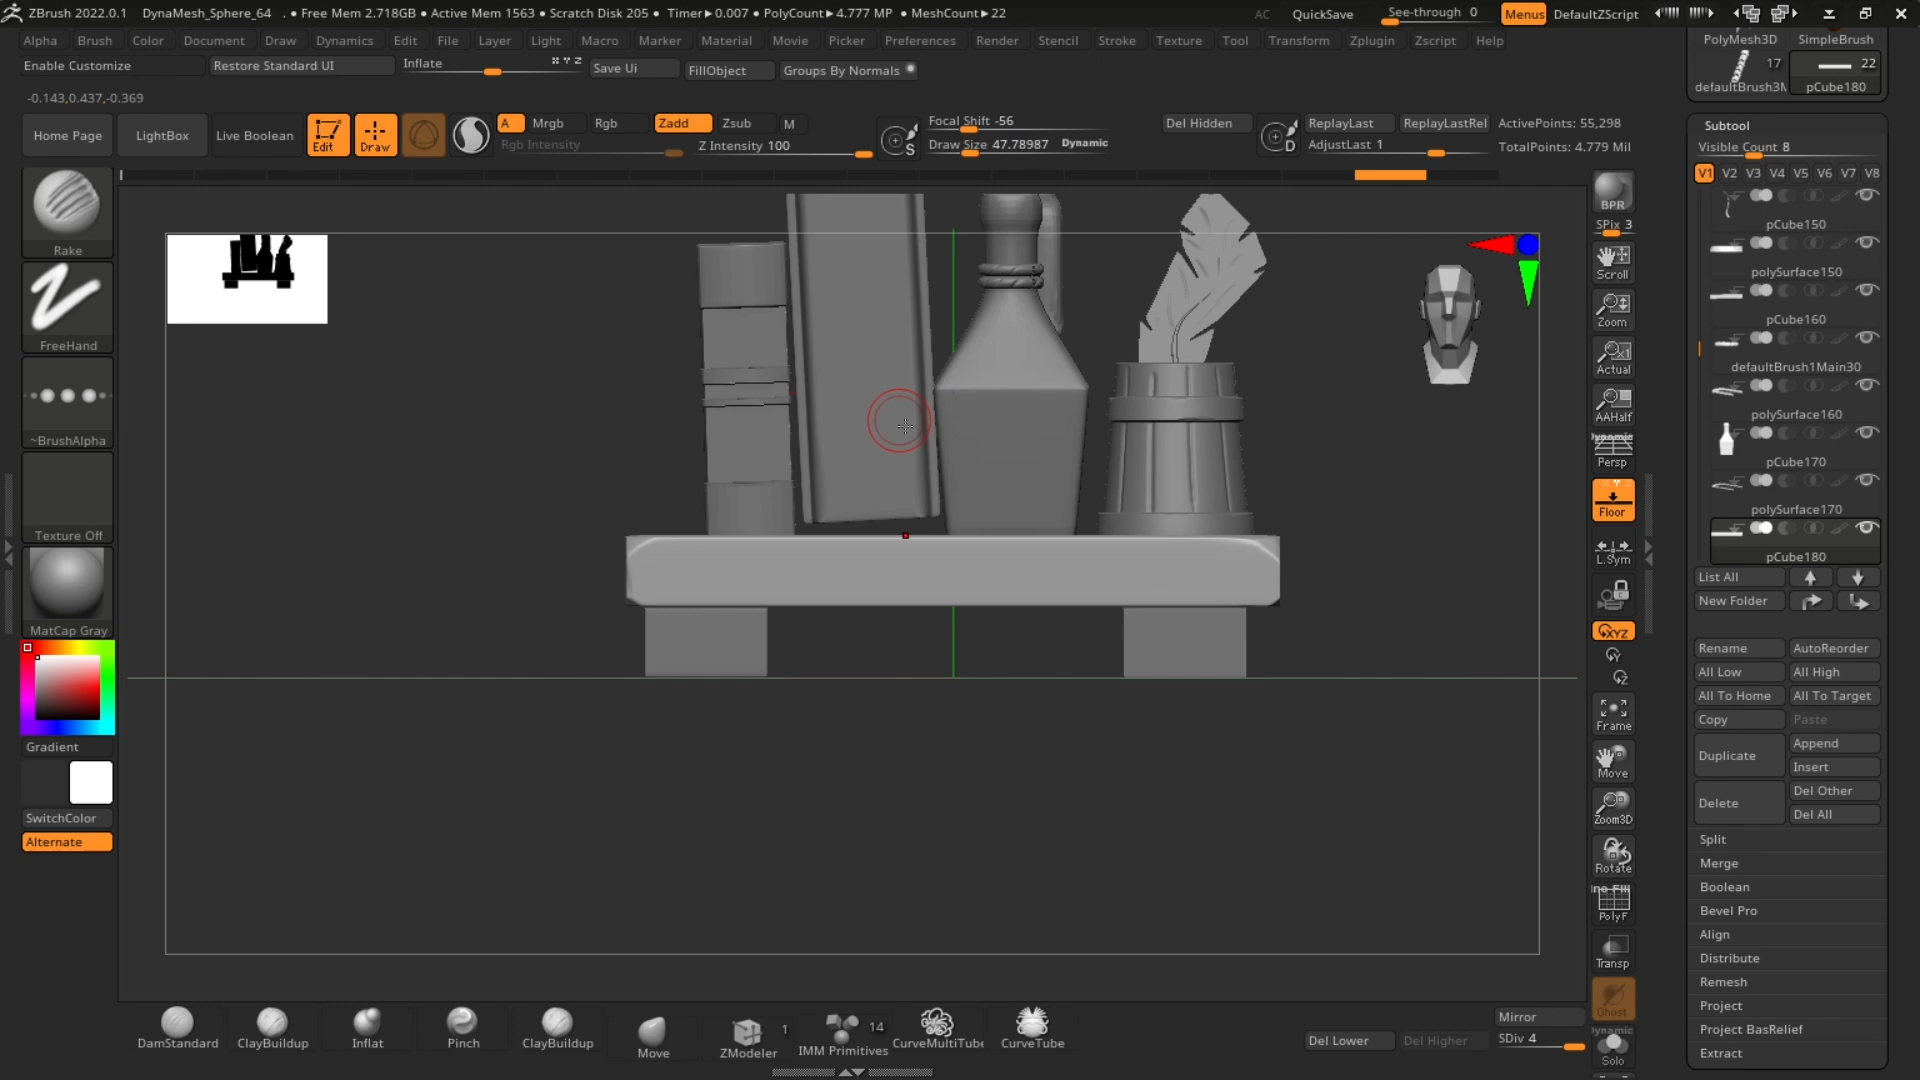 ZBrush 2022.0.1 DynaMesh_Sphere_64 . • Free Mem 2.718GB • Active Mem 1563 • Scratch Disk 205 • Timer▸0.007 • PolyCount▸4.777 MP • MeshCount▸22 AC QuickSave See-through 0 Menus DefaultZScript
Alpha Brush Color Document Draw Dynamics Edit File Layer Light Macro Marker Material Movie Picker Preferences Render Stencil Stroke Texture Tool Transform Zplugin Zscript Help
PolyMesh3D SimpleBrush
Enable Customize Restore Standard UI Inflate X Y Z Save Ui FillObject Groups By Normals
17 22
defaultBrush3M pCube180
-0.143,0.437,-0.369
Home Page LightBox Live Boolean Edit Draw A Mrgb Rgb Zadd Zsub M
Rgb Intensity Z Intensity 100
S Focal Shift -56
Draw Size 47.78987 Dynamic
Del Hidden D ReplayLast ReplayLastRel ActivePoints: 55,298
AdjustLast 1 TotalPoints: 4.779 Mil
Subtool
Visible Count 8
V1 V2 V3 V4 V5 V6 V7 V8
pCube150
polySurface150
pCube160
defaultBrush1Main30
polySurface160
pCube170
polySurface170
pCube180
List All
New Folder
Rename AutoReorder
All Low All High
All To Home All To Target
Copy Paste
Duplicate Append
Insert
Delete Del Other
Del All
Split
Merge
Boolean
Bevel Pro
Align
Distribute
Remesh
Project
Project BasRelief
Extract
Rake
FreeHand
~BrushAlpha
Texture Off
MatCap Gray
Gradient
SwitchColor
Alternate
BPR
SPix 3
Scroll
Zoom
Actual
AAHalf
Dynamic
Persp
Floor
L.Sym
XYZ
Y
Z
Frame
Move
Zoom3D
Rotate
PolyF
Transp
Ghost
Dynamic
Solo
DamStandard ClayBuildup Inflat Pinch ClayBuildup Move ZModeler 1 IMM Primitives 14 CurveMultiTube CurveTube
Mirror
Del Lower Del Higher SDiv 4